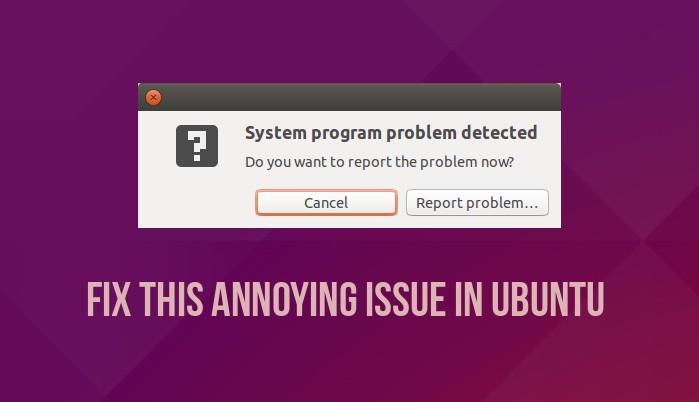 System program problem detected
Do you want to report the problem now?
Cancel Report problem...
FIX THIS ANNOYING ISSUE IN UBUNTU